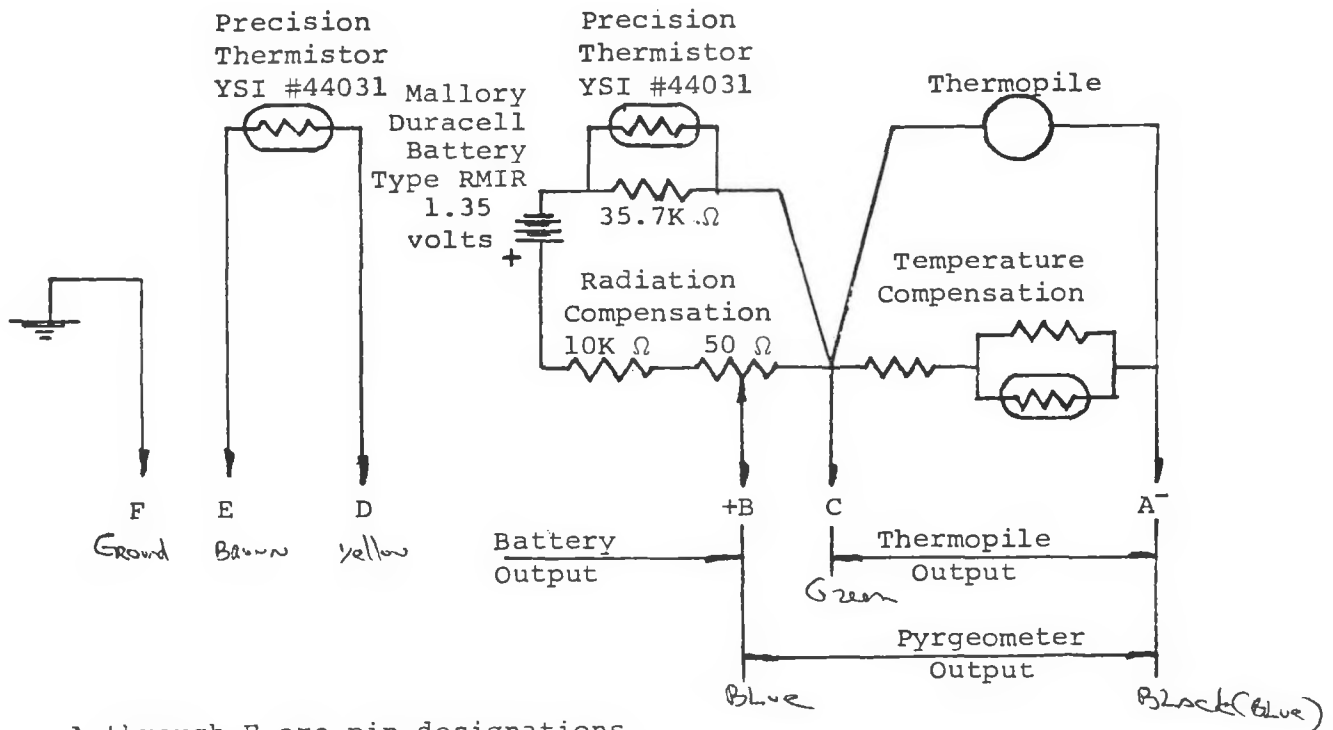 Precision
Thermistor
YSI #44031
Mallory
Duracell
Battery
Type RMIR
1.35
volts
+
Precision
Thermistor
YSI #44031
35.7K Ω
Thermopile
Radiation
Compensation
10K Ω 50 Ω
Temperature
Compensation
F E D +B C A-
Ground Brown Yellow
Battery
Output
Thermopile
Output
Green
Pyrgeometer
Output
Blue
Black (Blue)
through F are pin designations